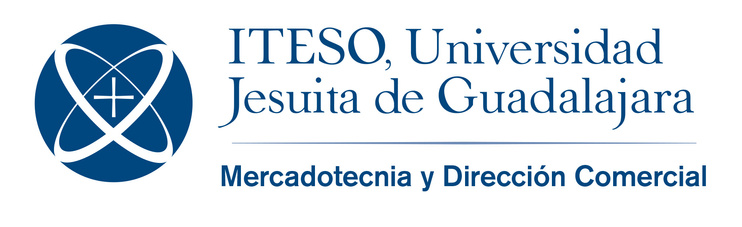 ITESO, Universidad
Jesuita de Guadalajara
Mercadotecnia y Dirección Comercial